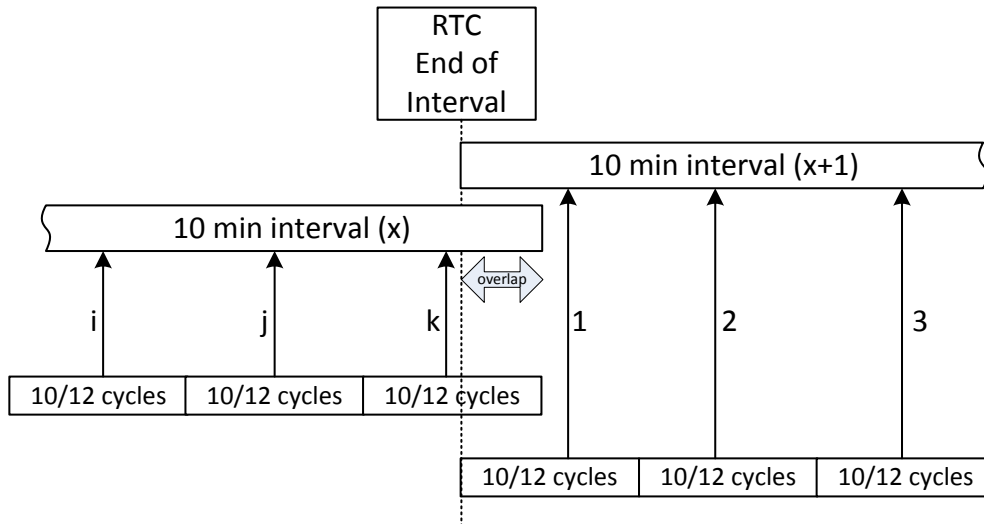 RTC
End of
Interval
10 min interval (x+1)
10 min interval (x)
overlap
i
j
k
1
2
3
10/12 cycles
10/12 cycles
10/12 cycles
10/12 cycles
10/12 cycles
10/12 cycles